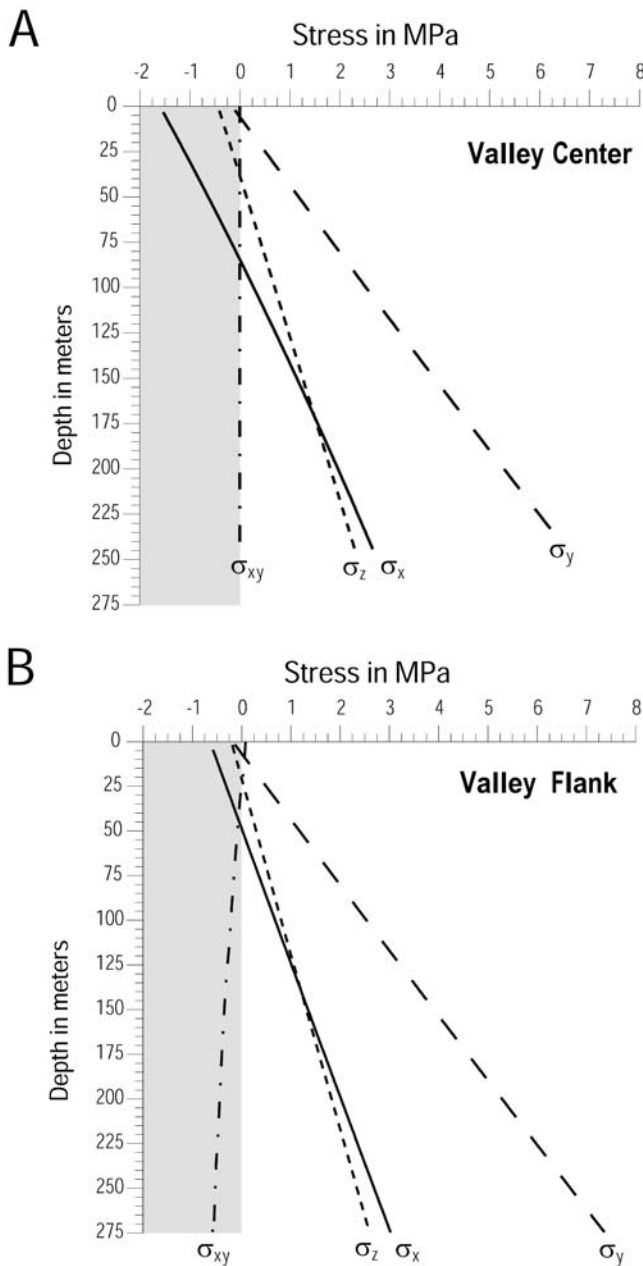 A
Stress in MPa
-2 -1 0 1 2 3 4 5 6 7 8
Valley Center
Depth in meters
0
25
50
75
100
125
150
175
200
225
250
275
σxy σz σx σy
B
Stress in MPa
-2 -1 0 1 2 3 4 5 6 7 8
Valley Flank
Depth in meters
0
25
50
75
100
125
150
175
200
225
250
275
σxy σz σx σy